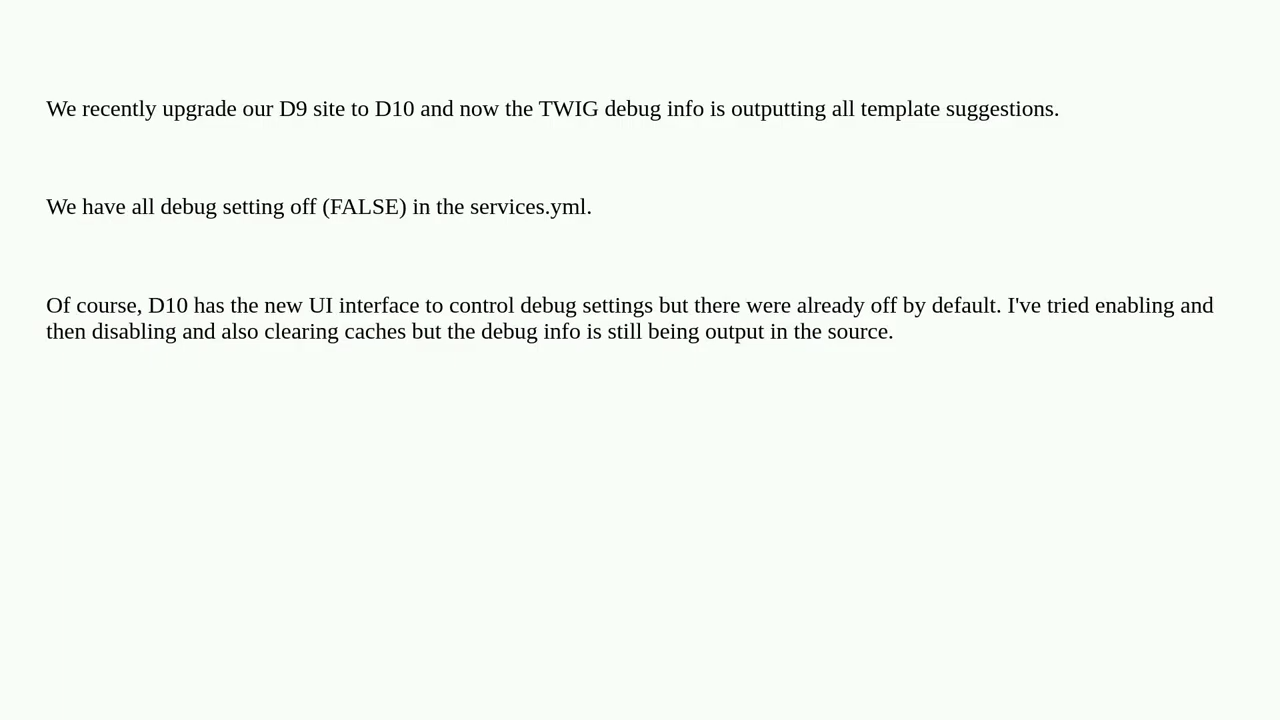 We recently upgrade our D9 site to D10 and now the TWIG debug info is outputting all template suggestions.
We have all debug setting off (FALSE) in the services.yml.
Of course, D10 has the new UI interface to control debug settings but there were already off by default. I've tried enabling and
then disabling and also clearing caches but the debug info is still being output in the source.